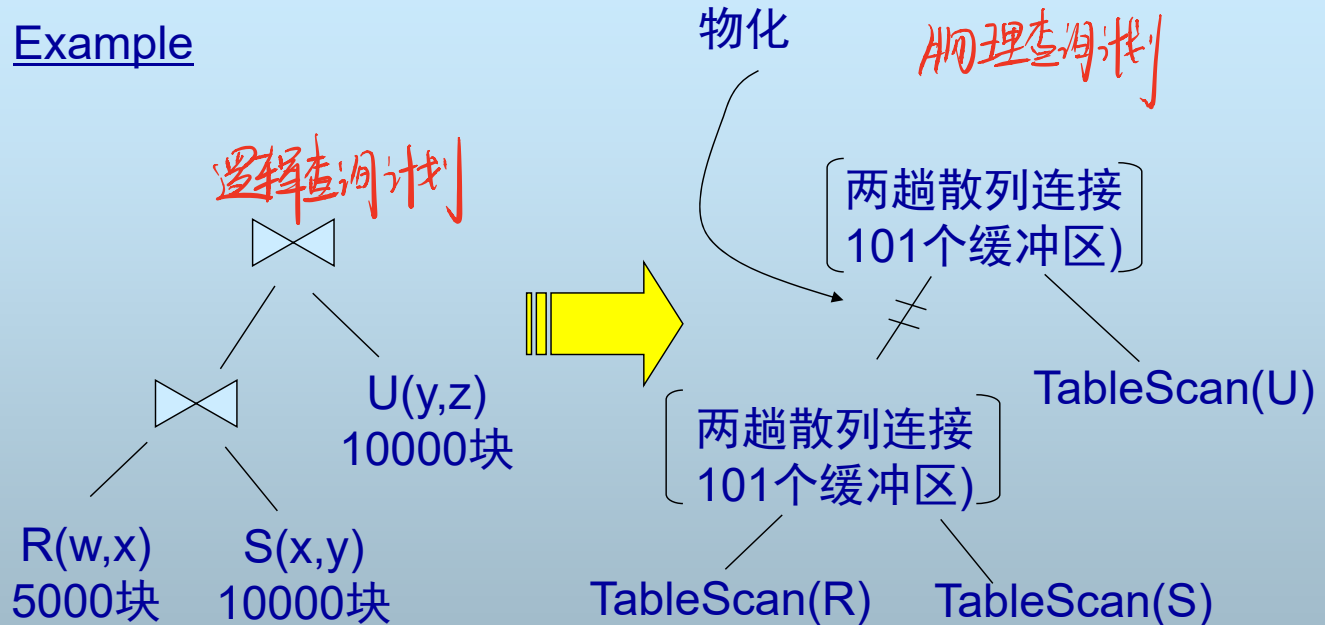 Example
物化
物理查询计划
逻辑查询计划
两趟散列连接
101个缓冲区)
U(y,z)
10000块
TableScan(U)
两趟散列连接
101个缓冲区)
R(w,x)
5000块
S(x,y)
10000块
TableScan(R)
TableScan(S)